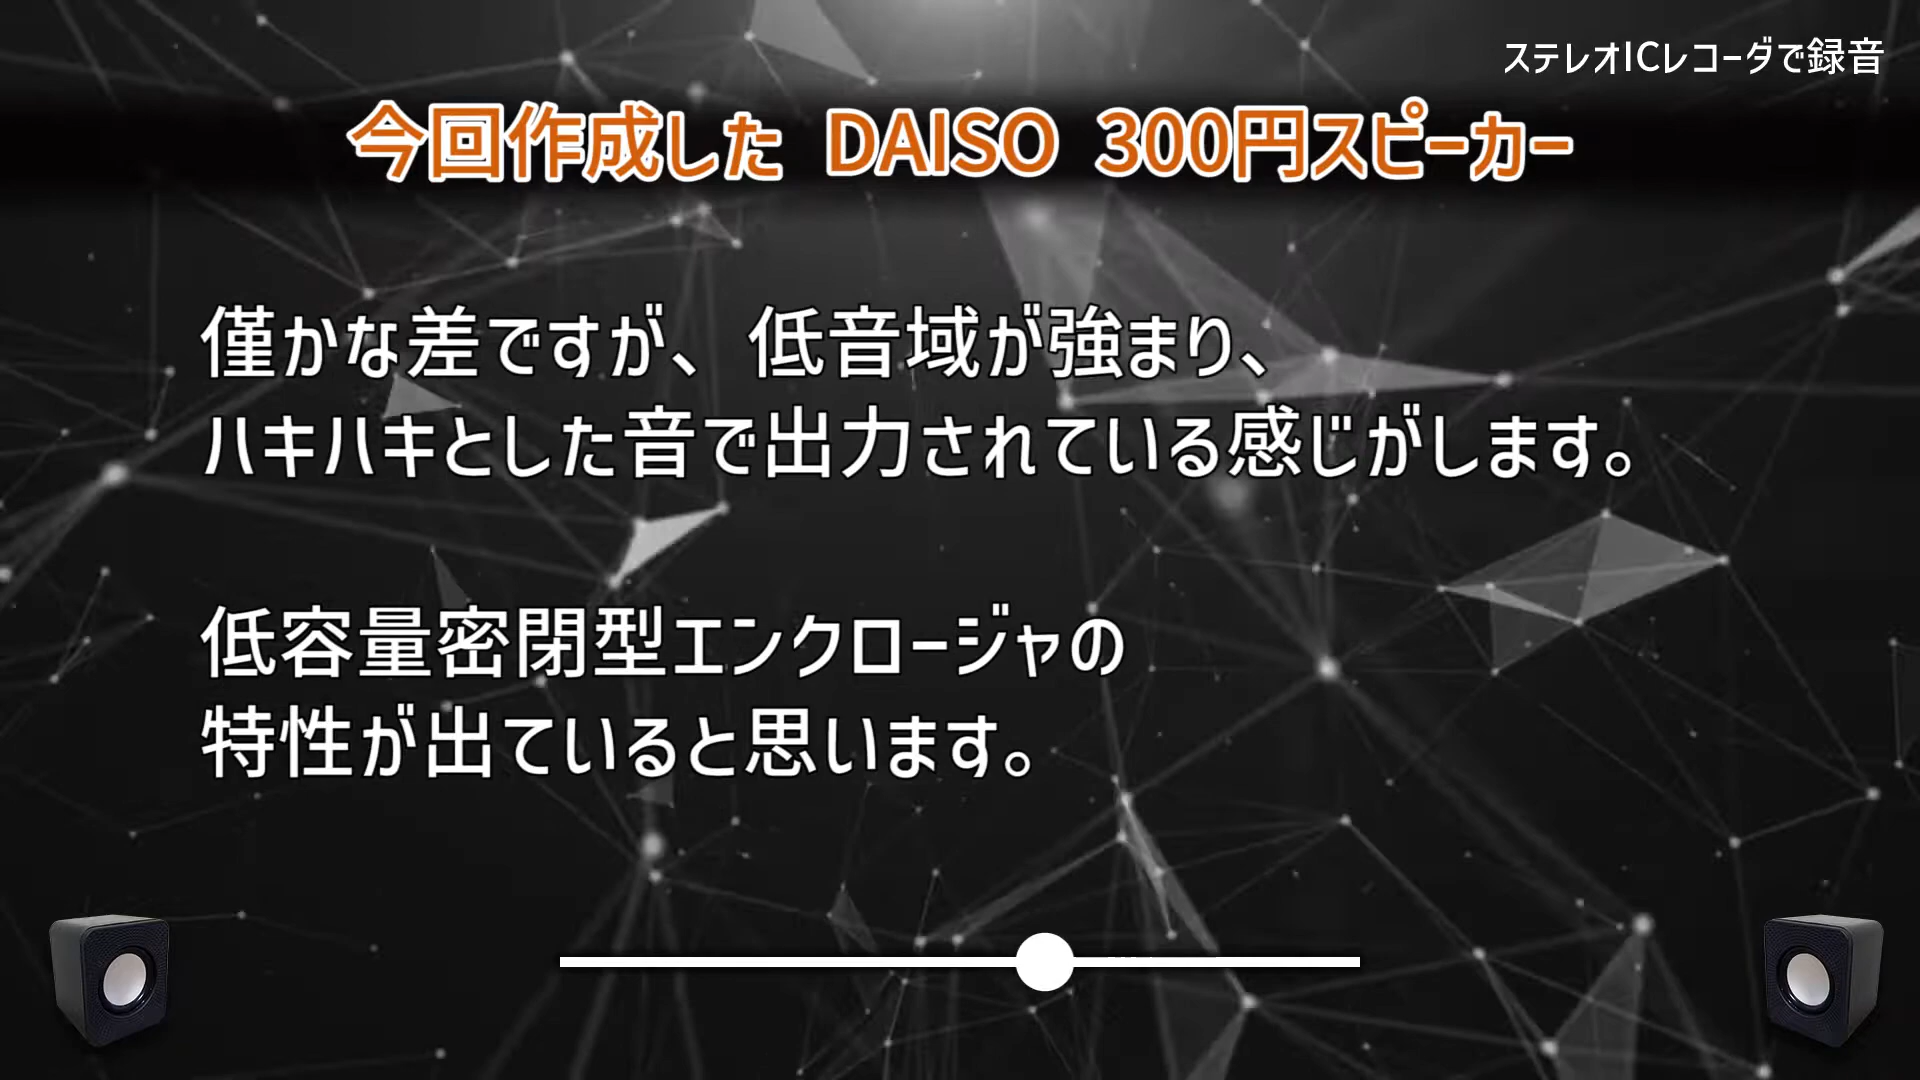 ステレオICレコーダで録音
今回作成した DAISO 300円スピーカー
僅かな差ですが、低音域が強まり、
ハキハキとした音で出力されている感じがします。
低容量密閉型エンクロージャの
特性が出ていると思います。